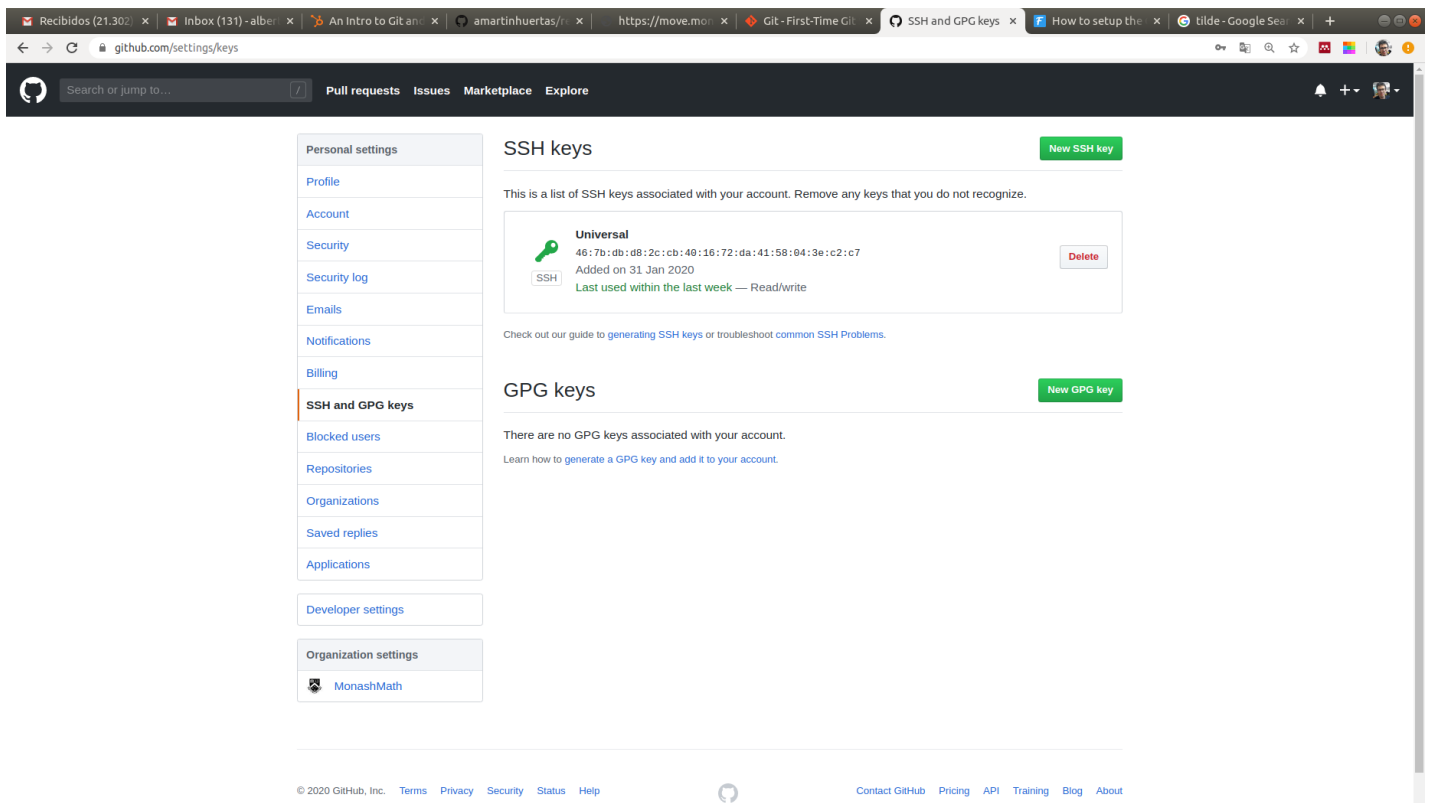 Recibidos (21.302)
Inbox (131) - alber
An Intro to Git and
amartinhuertas/re
https://move.mon
Git - First-Time Git
SSH and GPG keys
How to setup the
tilde - Google Sear
github.com/settings/keys
Search or jump to…
/
Pull requests Issues Marketplace Explore
Personal settings
Profile
Account
Security
Security log
Emails
Notifications
Billing
SSH and GPG keys
Blocked users
Repositories
Organizations
Saved replies
Applications
Developer settings
Organization settings
MonashMath
SSH keys
New SSH key
This is a list of SSH keys associated with your account. Remove any keys that you do not recognize.
Universal
46:7b:db:d8:2c:cb:40:16:72:da:41:58:04:3e:c2:c7
Added on 31 Jan 2020
Last used within the last week — Read/write
SSH
Delete
Check out our guide to generating SSH keys or troubleshoot common SSH Problems.
GPG keys
New GPG key
There are no GPG keys associated with your account.
Learn how to generate a GPG key and add it to your account.
© 2020 GitHub, Inc. Terms Privacy Security Status Help
Contact GitHub Pricing API Training Blog About